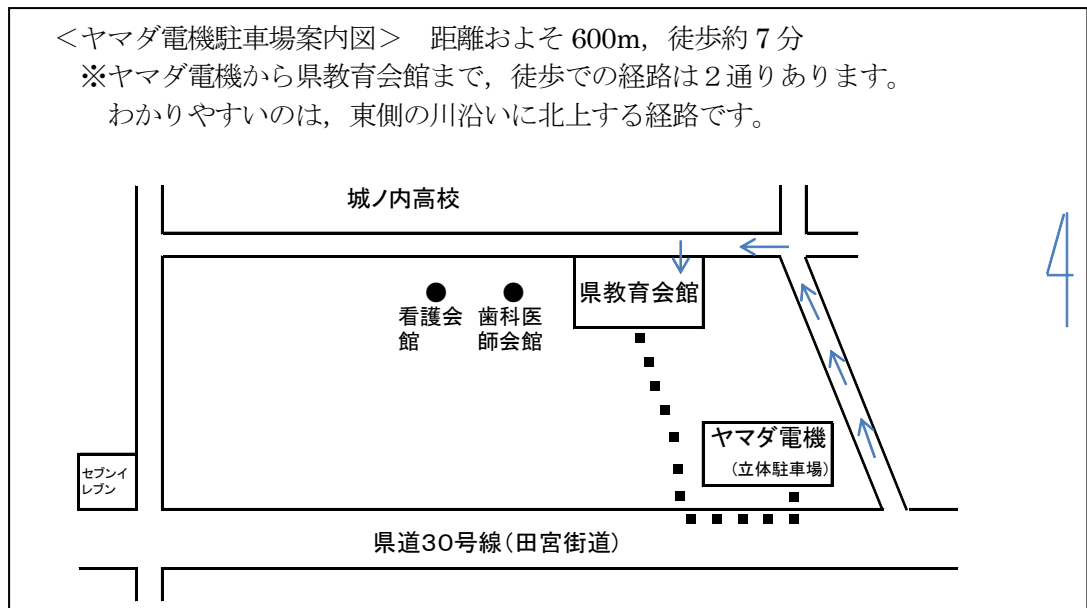 ＜ヤマダ電機駐車場案内図＞　距離およそ 600m，徒歩約 7 分
※ヤマダ電機から県教育会館まで，徒歩での経路は２通りあります。
わかりやすいのは，東側の川沿いに北上する経路です。
城ノ内高校
県教育会館
看護会
館
歯科医
師会館
ヤマダ電機
（立体駐車場）
セブンイ
レブン
県道３０号線（田宮街道）